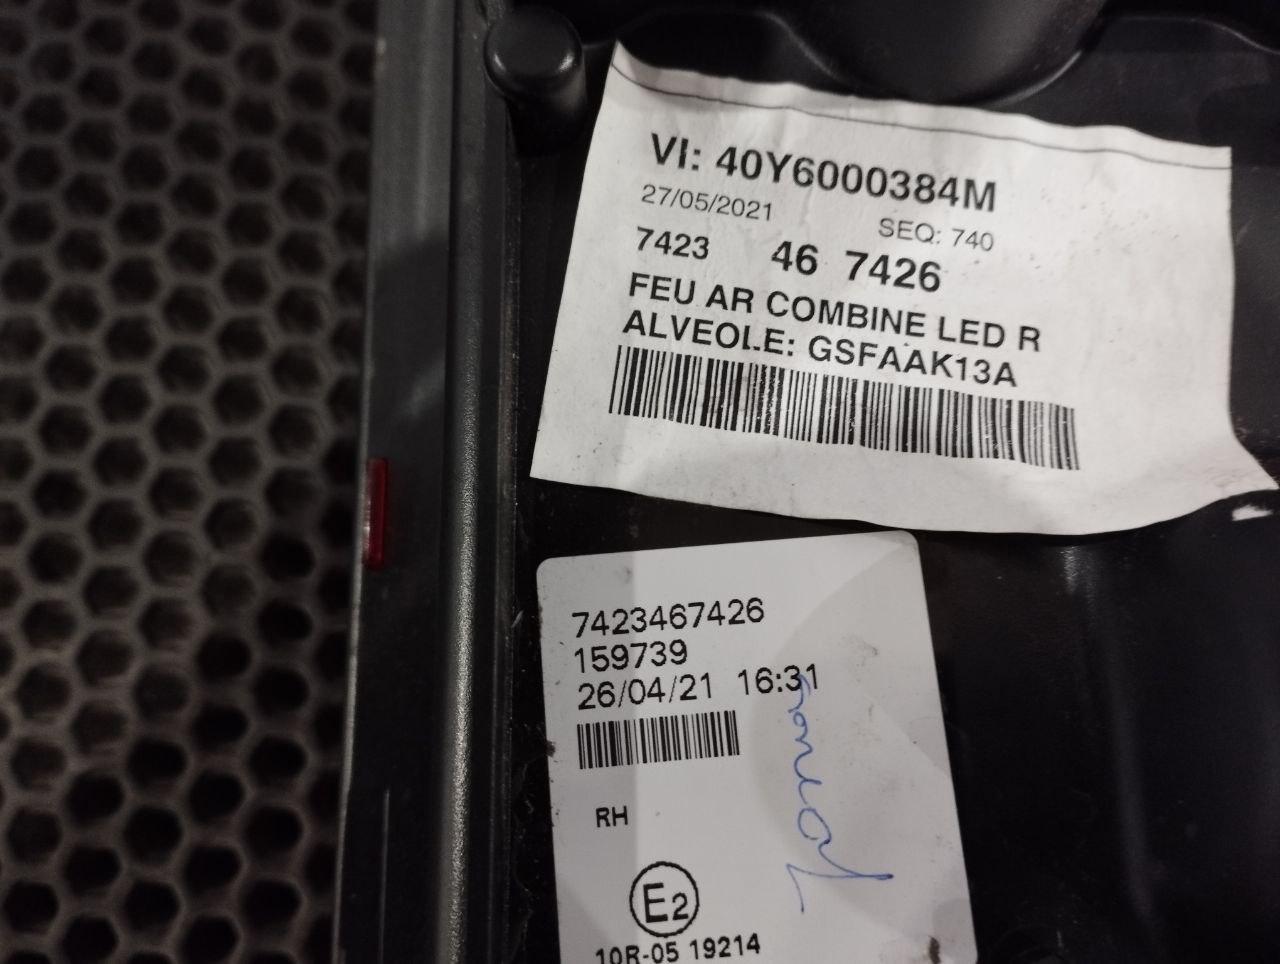 VI: 40Y6000384M
27/05/2021 SEQ: 740
7423 46 7426
FEU AR COMBINE LED R
ALVEOLE: GSFAAK13A
7423467426
159739
26/04/21 16:31
RH
E2
10R-05 19214